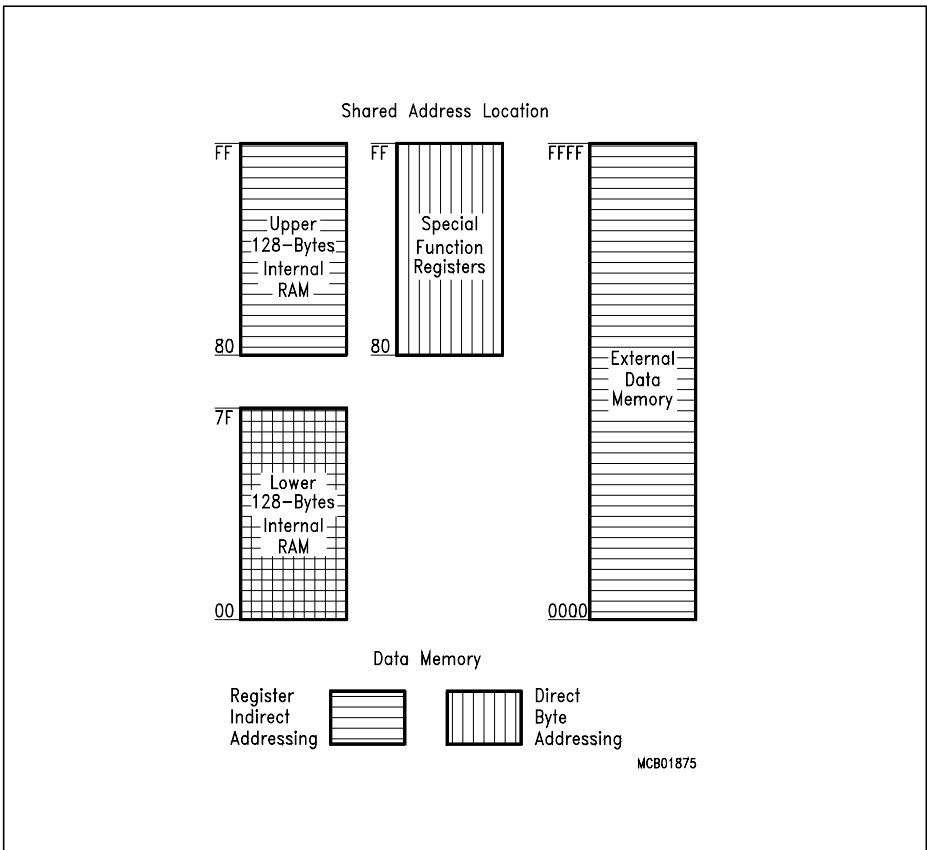 Shared Address Location
FF
Upper
128-Bytes
Internal
RAM
80
FF
Special
Function
Registers
80
FFFF
External
Data
Memory
0000
7F
Lower
128-Bytes
Internal
RAM
00
Data Memory
Register
Indirect
Addressing
Direct
Byte
Addressing
MCB01875